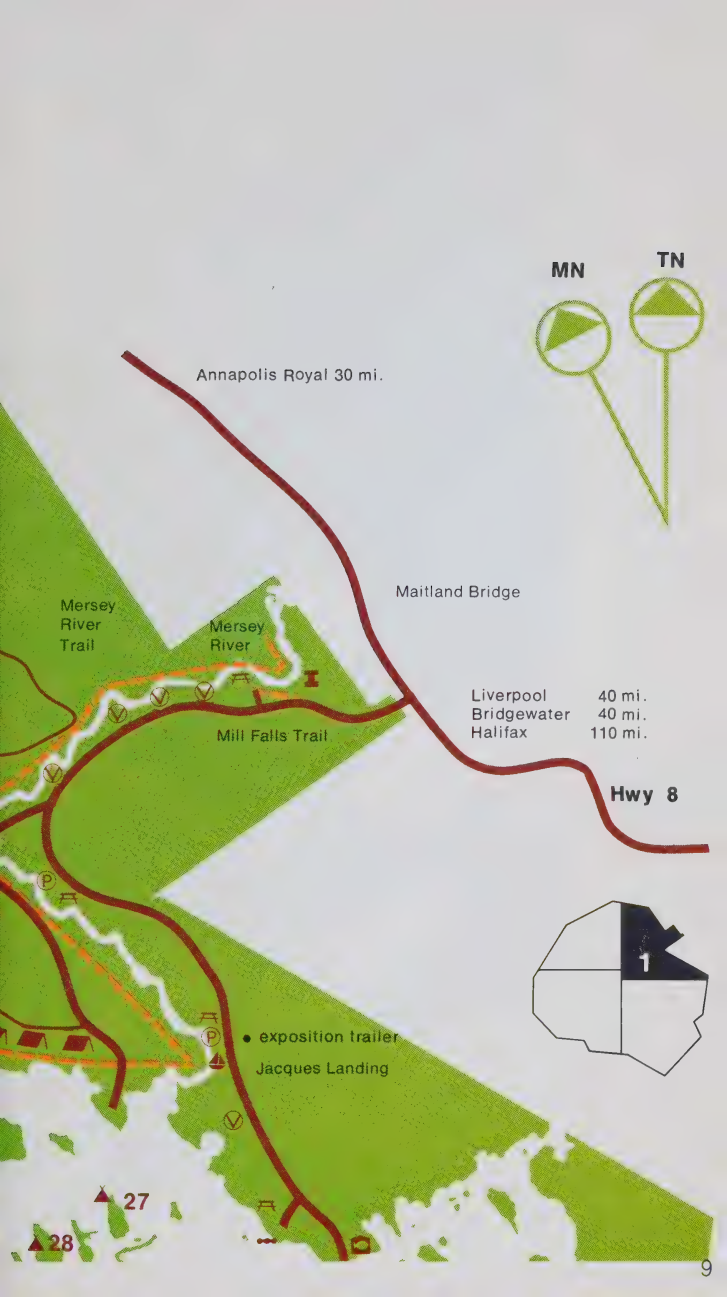 MN
TN
Annapolis Royal 30 mi.
Maitland Bridge
Mersey
River
Trail
Mersey
River
Liverpool 40 mi.
Bridgewater 40 mi.
Halifax 110 mi.
Mill Falls Trail
Hwy 8
V
V
V
V
P
1
P
• exposition trailer
Jacques Landing
V
27
28
9